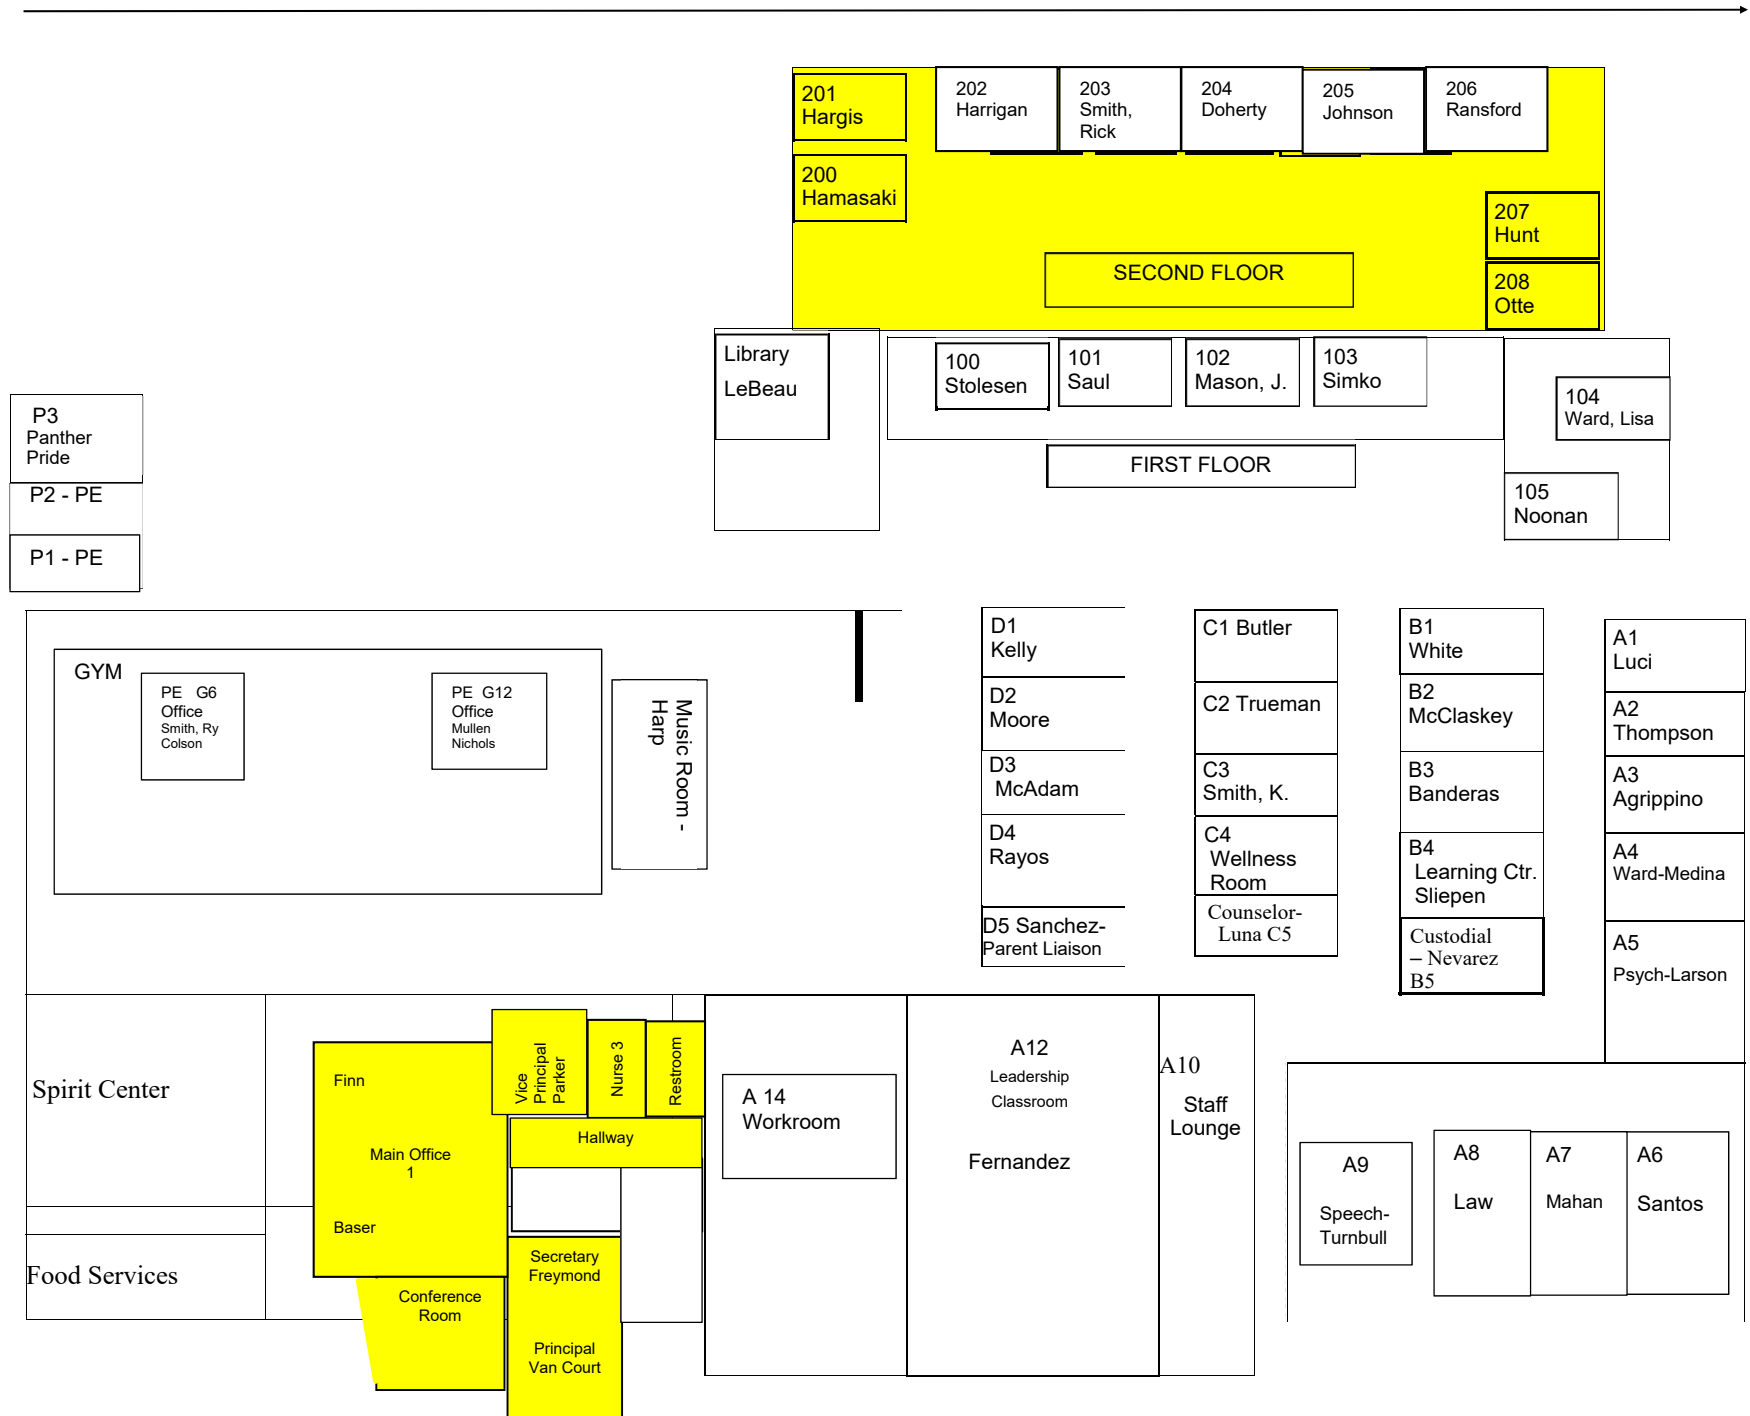 201
Hargis
202
Harrigan
203
Smith,
Rick
204
Doherty
205
Johnson
206
Ransford
200
Hamasaki
207
Hunt
SECOND FLOOR
208
Otte
Library
LeBeau
100
Stolesen
101
Saul
102
Mason, J.
103
Simko
104
Ward, Lisa
P3
Panther
Pride
P2 - PE
P1 - PE
FIRST FLOOR
105
Noonan
GYM
PE G6
Office
Smith, Ry
Colson
PE G12
Office
Mullen
Nichols
Music Room -
Harp
D1
Kelly
D2
Moore
D3
McAdam
D4
Rayos
D5 Sanchez-
Parent Liaison
C1 Butler
C2 Trueman
C3
Smith, K.
C4
Wellness
Room
Counselor-
Luna C5
B1
White
B2
McClaskey
B3
Banderas
B4
Learning Ctr.
Sliepen
Custodial
– Nevarez
B5
A1
Luci
A2
Thompson
A3
Agrippino
A4
Ward-Medina
A5
Psych-Larson
Spirit Center
Food Services
Finn
Main Office
1
Baser
Vice
Principal
Parker
Nurse 3
Restroom
Hallway
Conference
Room
Secretary
Freymond
Principal
Van Court
A 14
Workroom
A12
Leadership
Classroom
Fernandez
A10
Staff
Lounge
A9
Speech-
Turnbull
A8
Law
A7
Mahan
A6
Santos